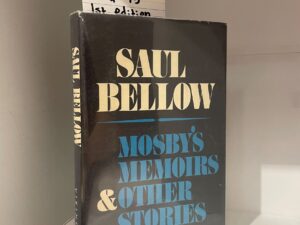 1st edition
SAUL
BELLOW
MOSBY'S
MEMOIRS
& OTHER
STORIES
SAUL BELLOW